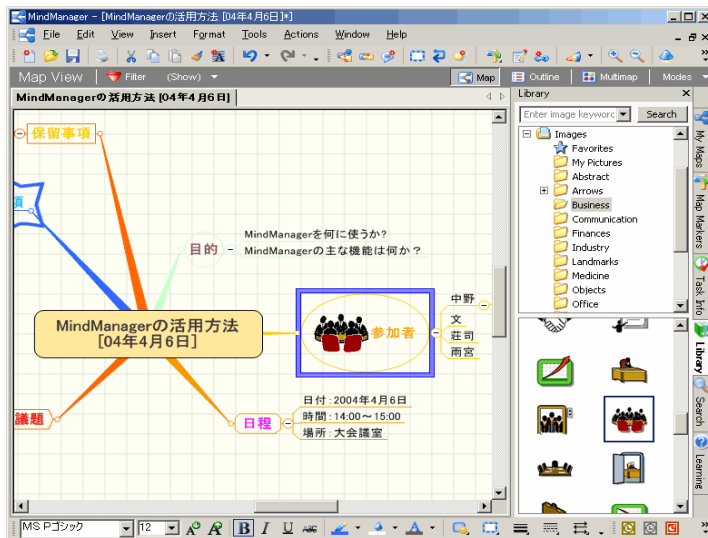 MindManager - [MindManagerの活用方法 [04年4月6日]*]
File Edit View Insert Format Tools Actions Window Help
Map View Filter (Show) Map Outline Multimap Modes
MindManagerの活用方法 [04年4月6日]
保留事項
項
目的
MindManagerを何に使うか?
MindManagerの主な機能は何か？
MindManagerの活用方法
[04年4月6日]
参加者
中野
文
荘司
雨宮
議題
日程
日付：2004年4月6日
時間：14:00～15:00
場所：大会議室
Library
Enter image keyworc Search
Images
Favorites
My Pictures
Abstract
Arrows
Business
Communication
Finances
Industry
Landmarks
Medicine
Objects
Office
My Maps
Map Markers
Task Info
Library
Search
Learning
MS Pゴシック 12 B I U ABC A